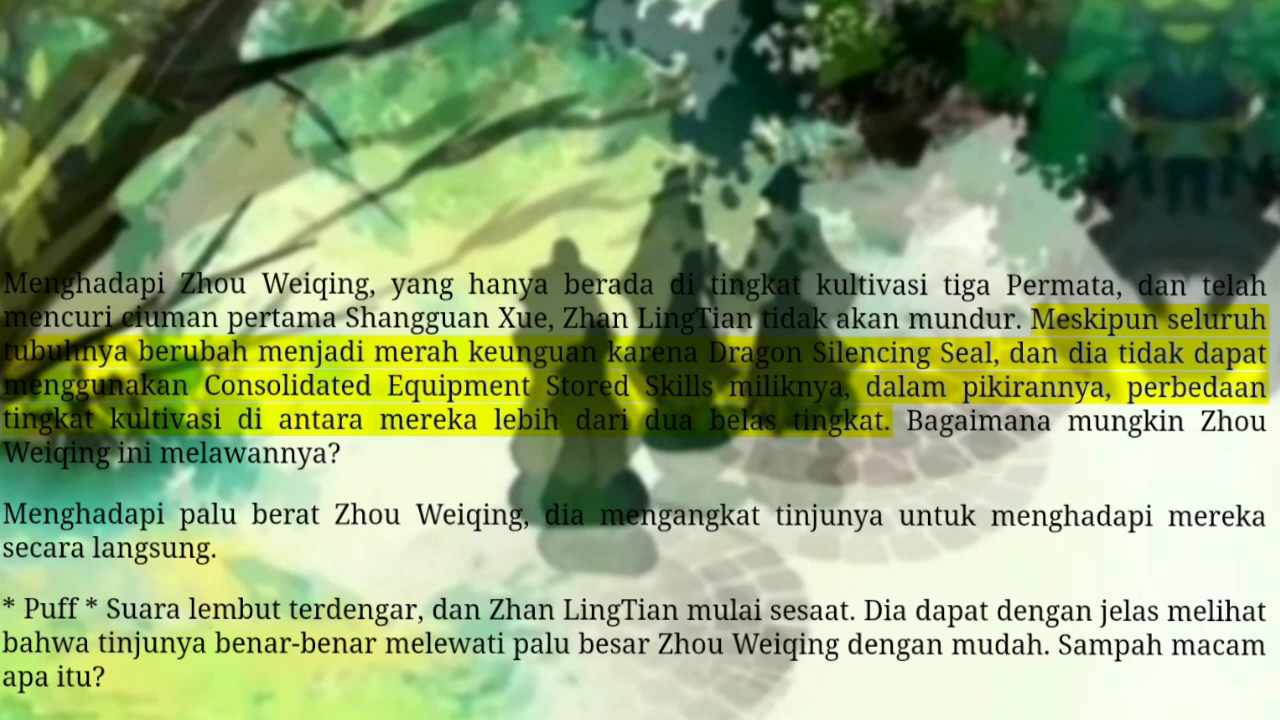 Menghadapi Zhou Weiqing, yang hanya berada di tingkat kultivasi tiga Permata, dan telah
mencuri ciuman pertama Shangguan Xue, Zhan LingTian tidak akan mundur. Meskipun seluruh
tubuhnya berubah menjadi merah keunguan karena Dragon Silencing Seal, dan dia tidak dapat
menggunakan Consolidated Equipment Stored Skills miliknya, dalam pikirannya, perbedaan
tingkat kultivasi di antara mereka lebih dari dua belas tingkat. Bagaimana mungkin Zhou
Weiqing ini melawannya?
Menghadapi palu berat Zhou Weiqing, dia mengangkat tinjunya untuk menghadapi mereka
secara langsung.
* Puff * Suara lembut terdengar, dan Zhan LingTian mulai sesaat. Dia dapat dengan jelas melihat
bahwa tinjunya benar-benar melewati palu besar Zhou Weiqing dengan mudah. Sampah macam
apa itu?